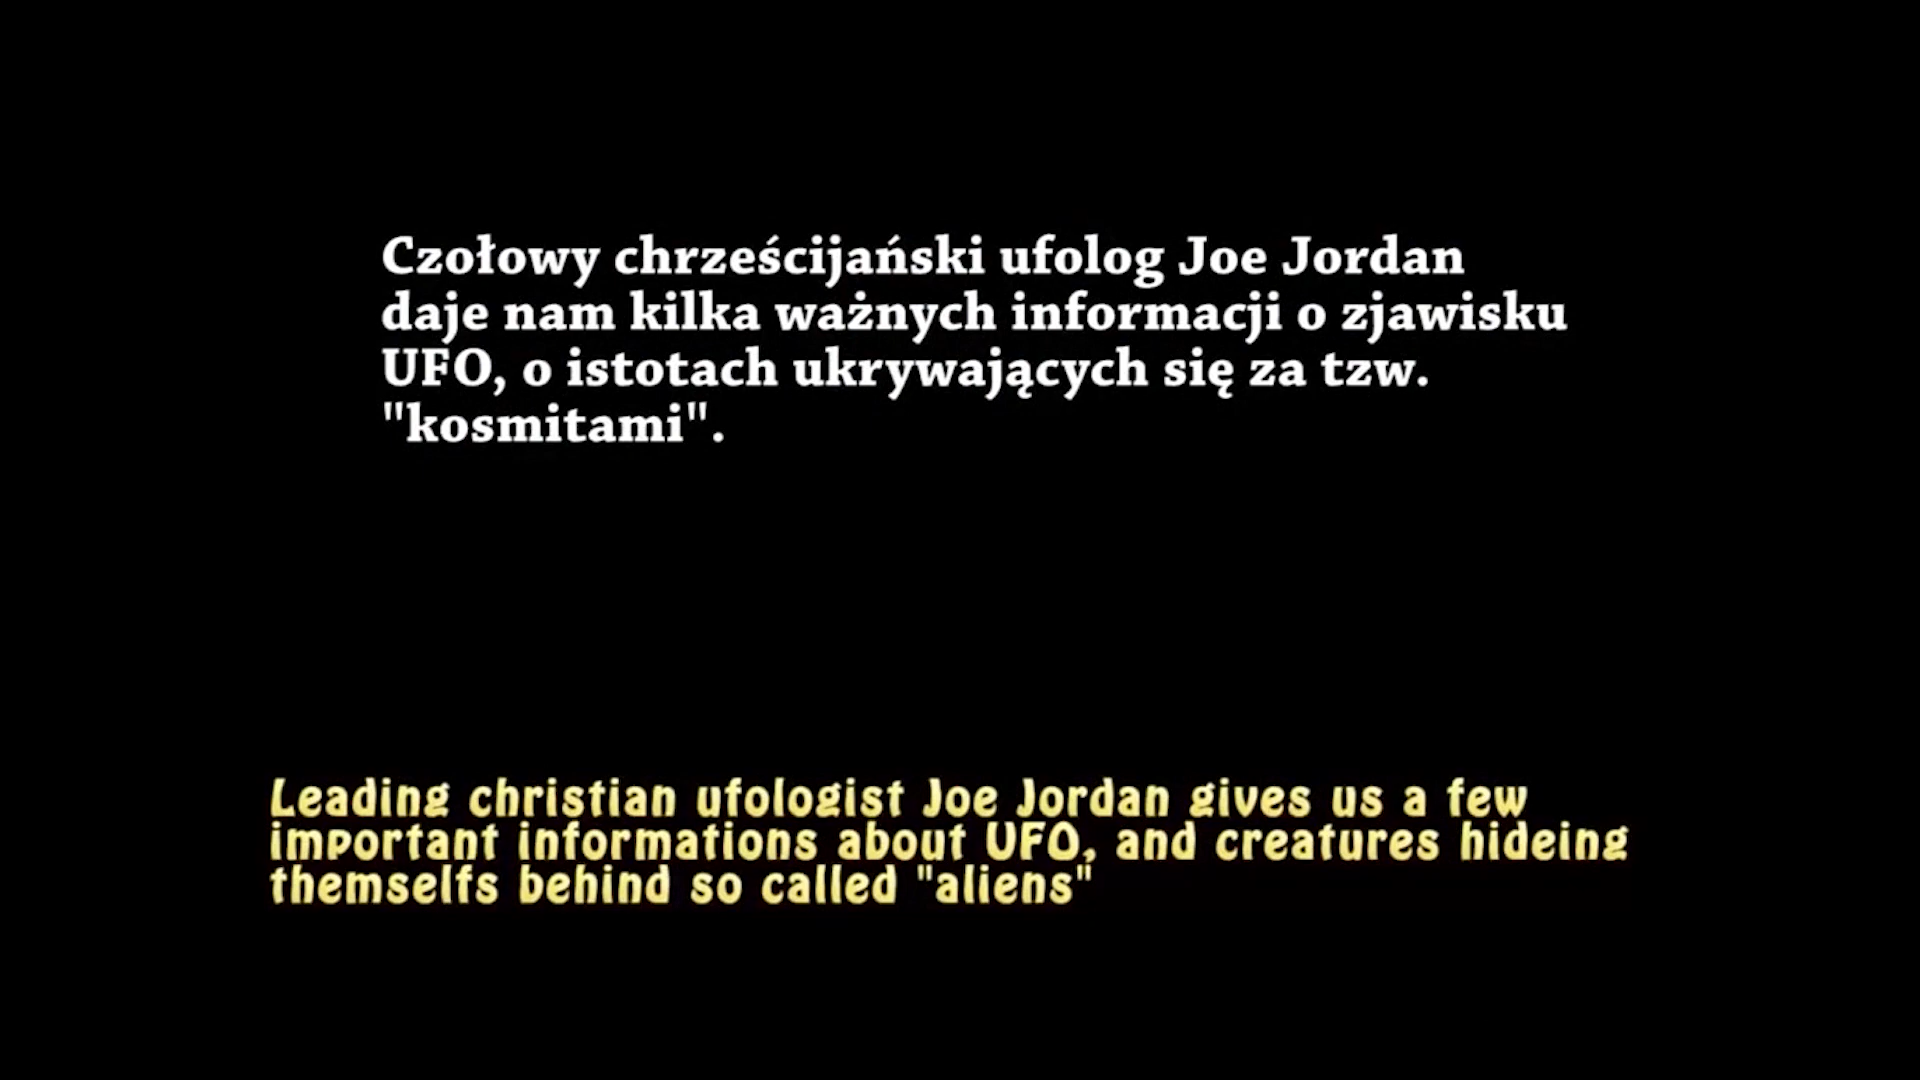 Czołowy chrześcijański ufolog Joe Jordan
daje nam kilka ważnych informacji o zjawisku
UFO, o istotach ukrywających się za tzw.
"kosmitami".
Leading christian ufologist Joe Jordan gives us a few
important informations about UFO, and creatures hideing
themselfs behind so called "aliens"